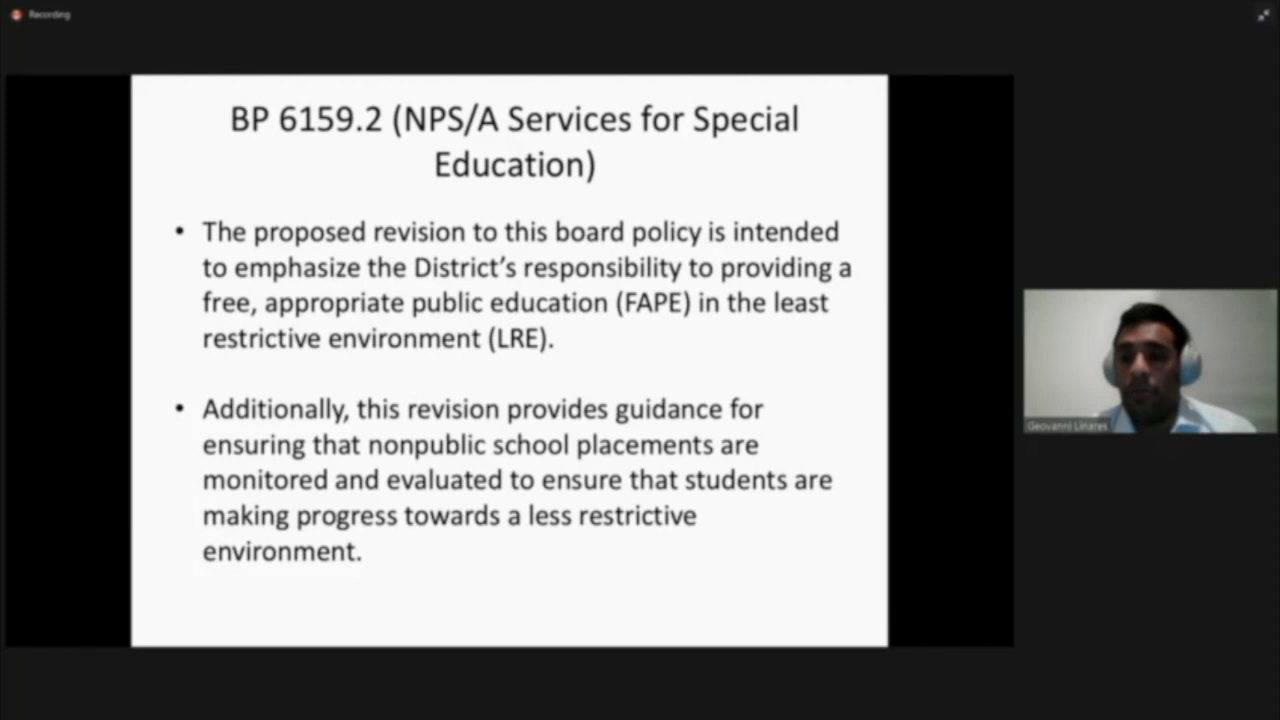 Recording
BP 6159.2 (NPS/A Services for Special
Education)
• The proposed revision to this board policy is intended
to emphasize the District’s responsibility to providing a
free, appropriate public education (FAPE) in the least
restrictive environment (LRE).
• Additionally, this revision provides guidance for
ensuring that nonpublic school placements are
monitored and evaluated to ensure that students are
making progress towards a less restrictive
environment.
Geovanni Linares